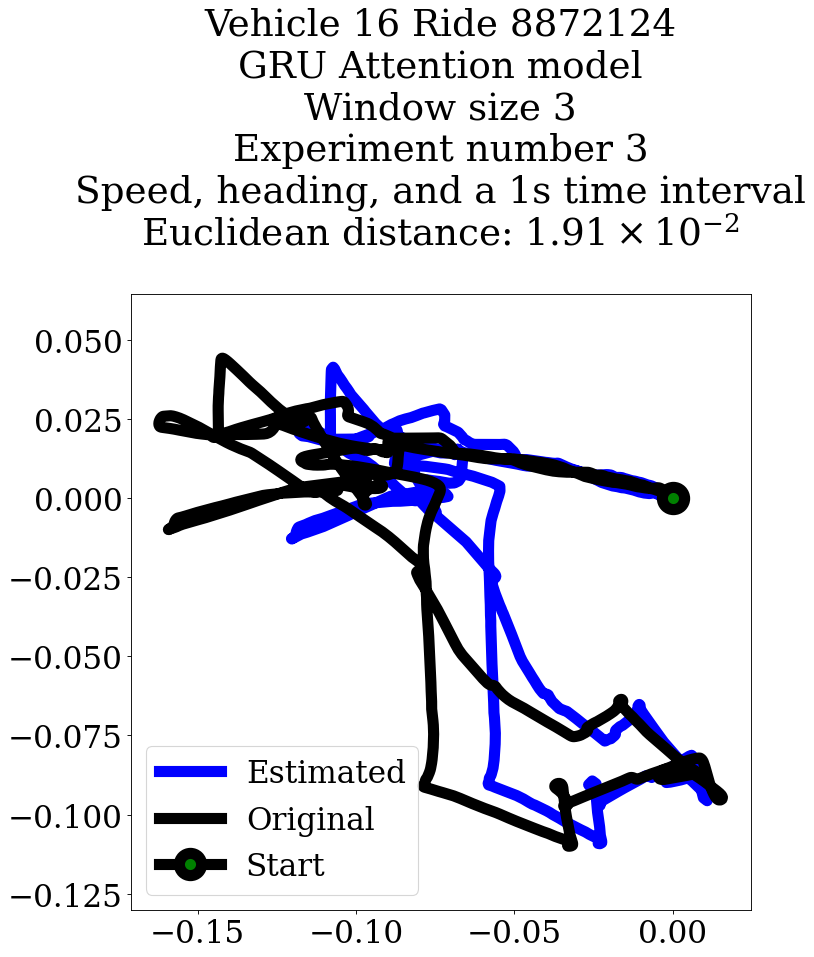 Vehicle 16 Ride 8872124
GRU Attention model
Window size 3
Experiment number 3
Speed, heading, and a 1s time interval
Euclidean distance: 1.91 × 10⁻²
0.050
0.025
0.000
−0.025
−0.050
−0.075
−0.100
−0.125
Estimated
Original
Start
−0.15
−0.10
−0.05
0.00